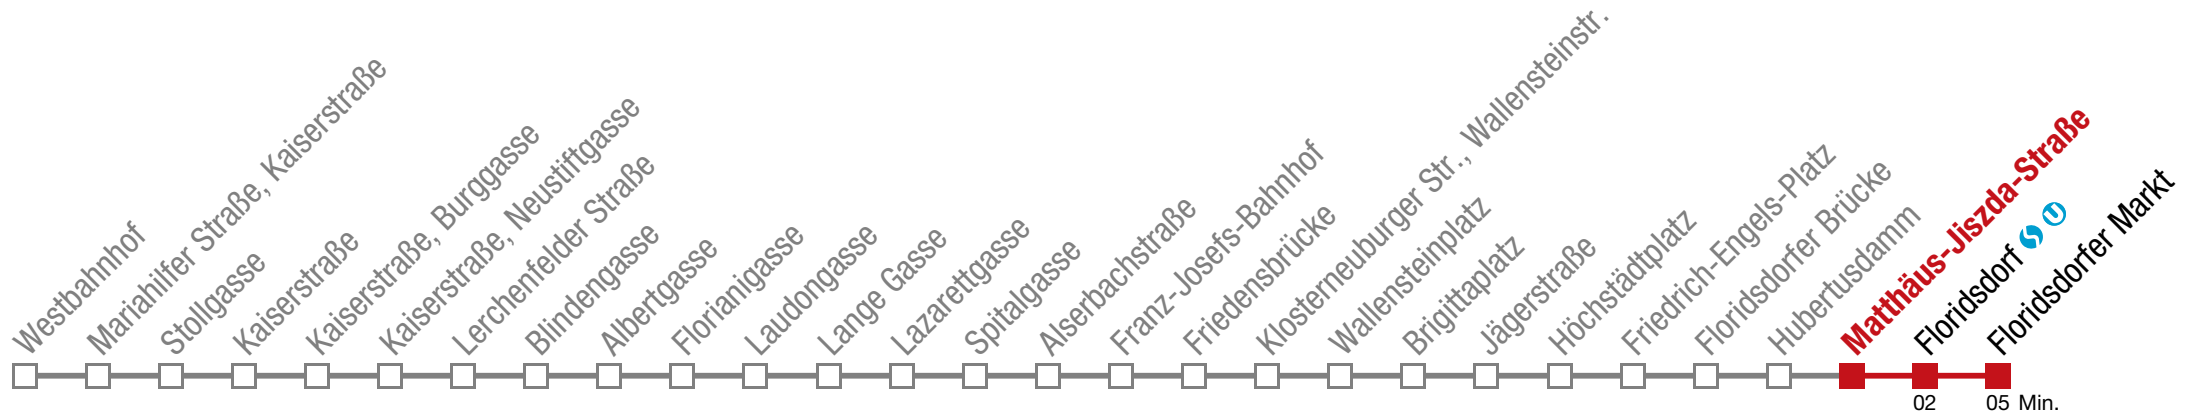 Westbahnhof
Mariahilfer Straße, Kaiserstraße
Stollgasse
Kaiserstraße
Kaiserstraße, Burggasse
Kaiserstraße, Neustiftgasse
Lerchenfelder Straße
Blindengasse
Albertgasse
Florianigasse
Laudongasse
Lange Gasse
Lazarettgasse
Spitalgasse
Alserbachstraße
Franz-Josefs-Bahnhof
Friedensbrücke
Klosterneuburger Str., Wallensteinstr.
Wallensteinplatz
Brigittaplatz
Jägerstraße
Höchstädtplatz
Friedrich-Engels-Platz
Floridsdorfer Brücke
Hubertusdamm
Matthäus-Jiszda-Straße
Floridsdorf S U
Floridsdorfer Markt
02 05 Min.